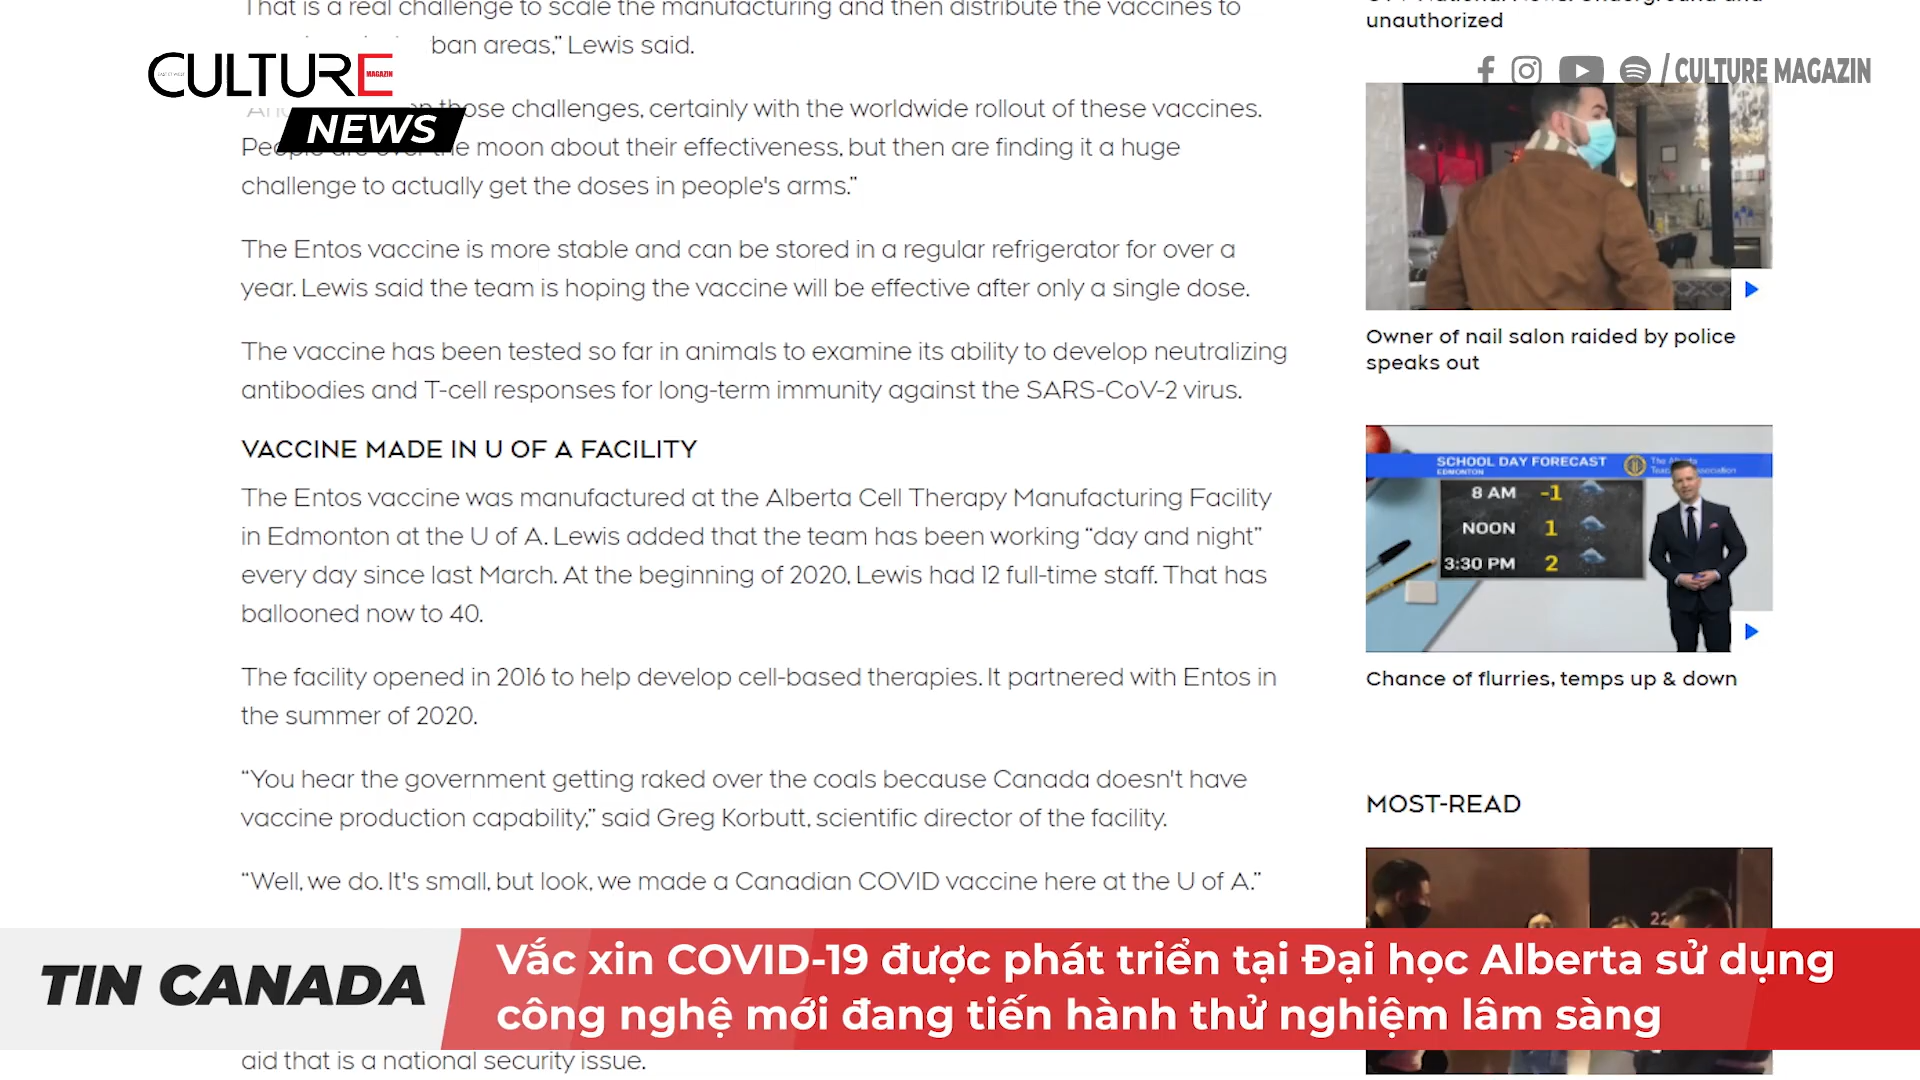 That is a real challenge to scale the manufacturing and then distribute the vaccines to
ban areas,” Lewis said.
those challenges, certainly with the worldwide rollout of these vaccines.
People are over the moon about their effectiveness, but then are finding it a huge
challenge to actually get the doses in people's arms.”
The Entos vaccine is more stable and can be stored in a regular refrigerator for over a
year. Lewis said the team is hoping the vaccine will be effective after only a single dose.
The vaccine has been tested so far in animals to examine its ability to develop neutralizing
antibodies and T-cell responses for long-term immunity against the SARS-CoV-2 virus.
VACCINE MADE IN U OF A FACILITY
The Entos vaccine was manufactured at the Alberta Cell Therapy Manufacturing Facility
in Edmonton at the U of A. Lewis added that the team has been working “day and night”
every day since last March. At the beginning of 2020, Lewis had 12 full-time staff. That has
ballooned now to 40.
The facility opened in 2016 to help develop cell-based therapies. It partnered with Entos in
the summer of 2020.
“You hear the government getting raked over the coals because Canada doesn't have
vaccine production capability,” said Greg Korbutt, scientific director of the facility.
“Well, we do. It's small, but look, we made a Canadian COVID vaccine here at the U of A.”
aid that is a national security issue.
CULTURE
MAGAZIN
NEWS
unauthorized
/ CULTURE MAGAZIN
Owner of nail salon raided by police
speaks out
SCHOOL DAY FORECAST
EDMONTON
The Alberta
8 AM -1
NOON 1
3:30 PM 2
Chance of flurries, temps up & down
MOST-READ
22
TIN CANADA
Vắc xin COVID-19 được phát triển tại Đại học Alberta sử dụng
công nghệ mới đang tiến hành thử nghiệm lâm sàng